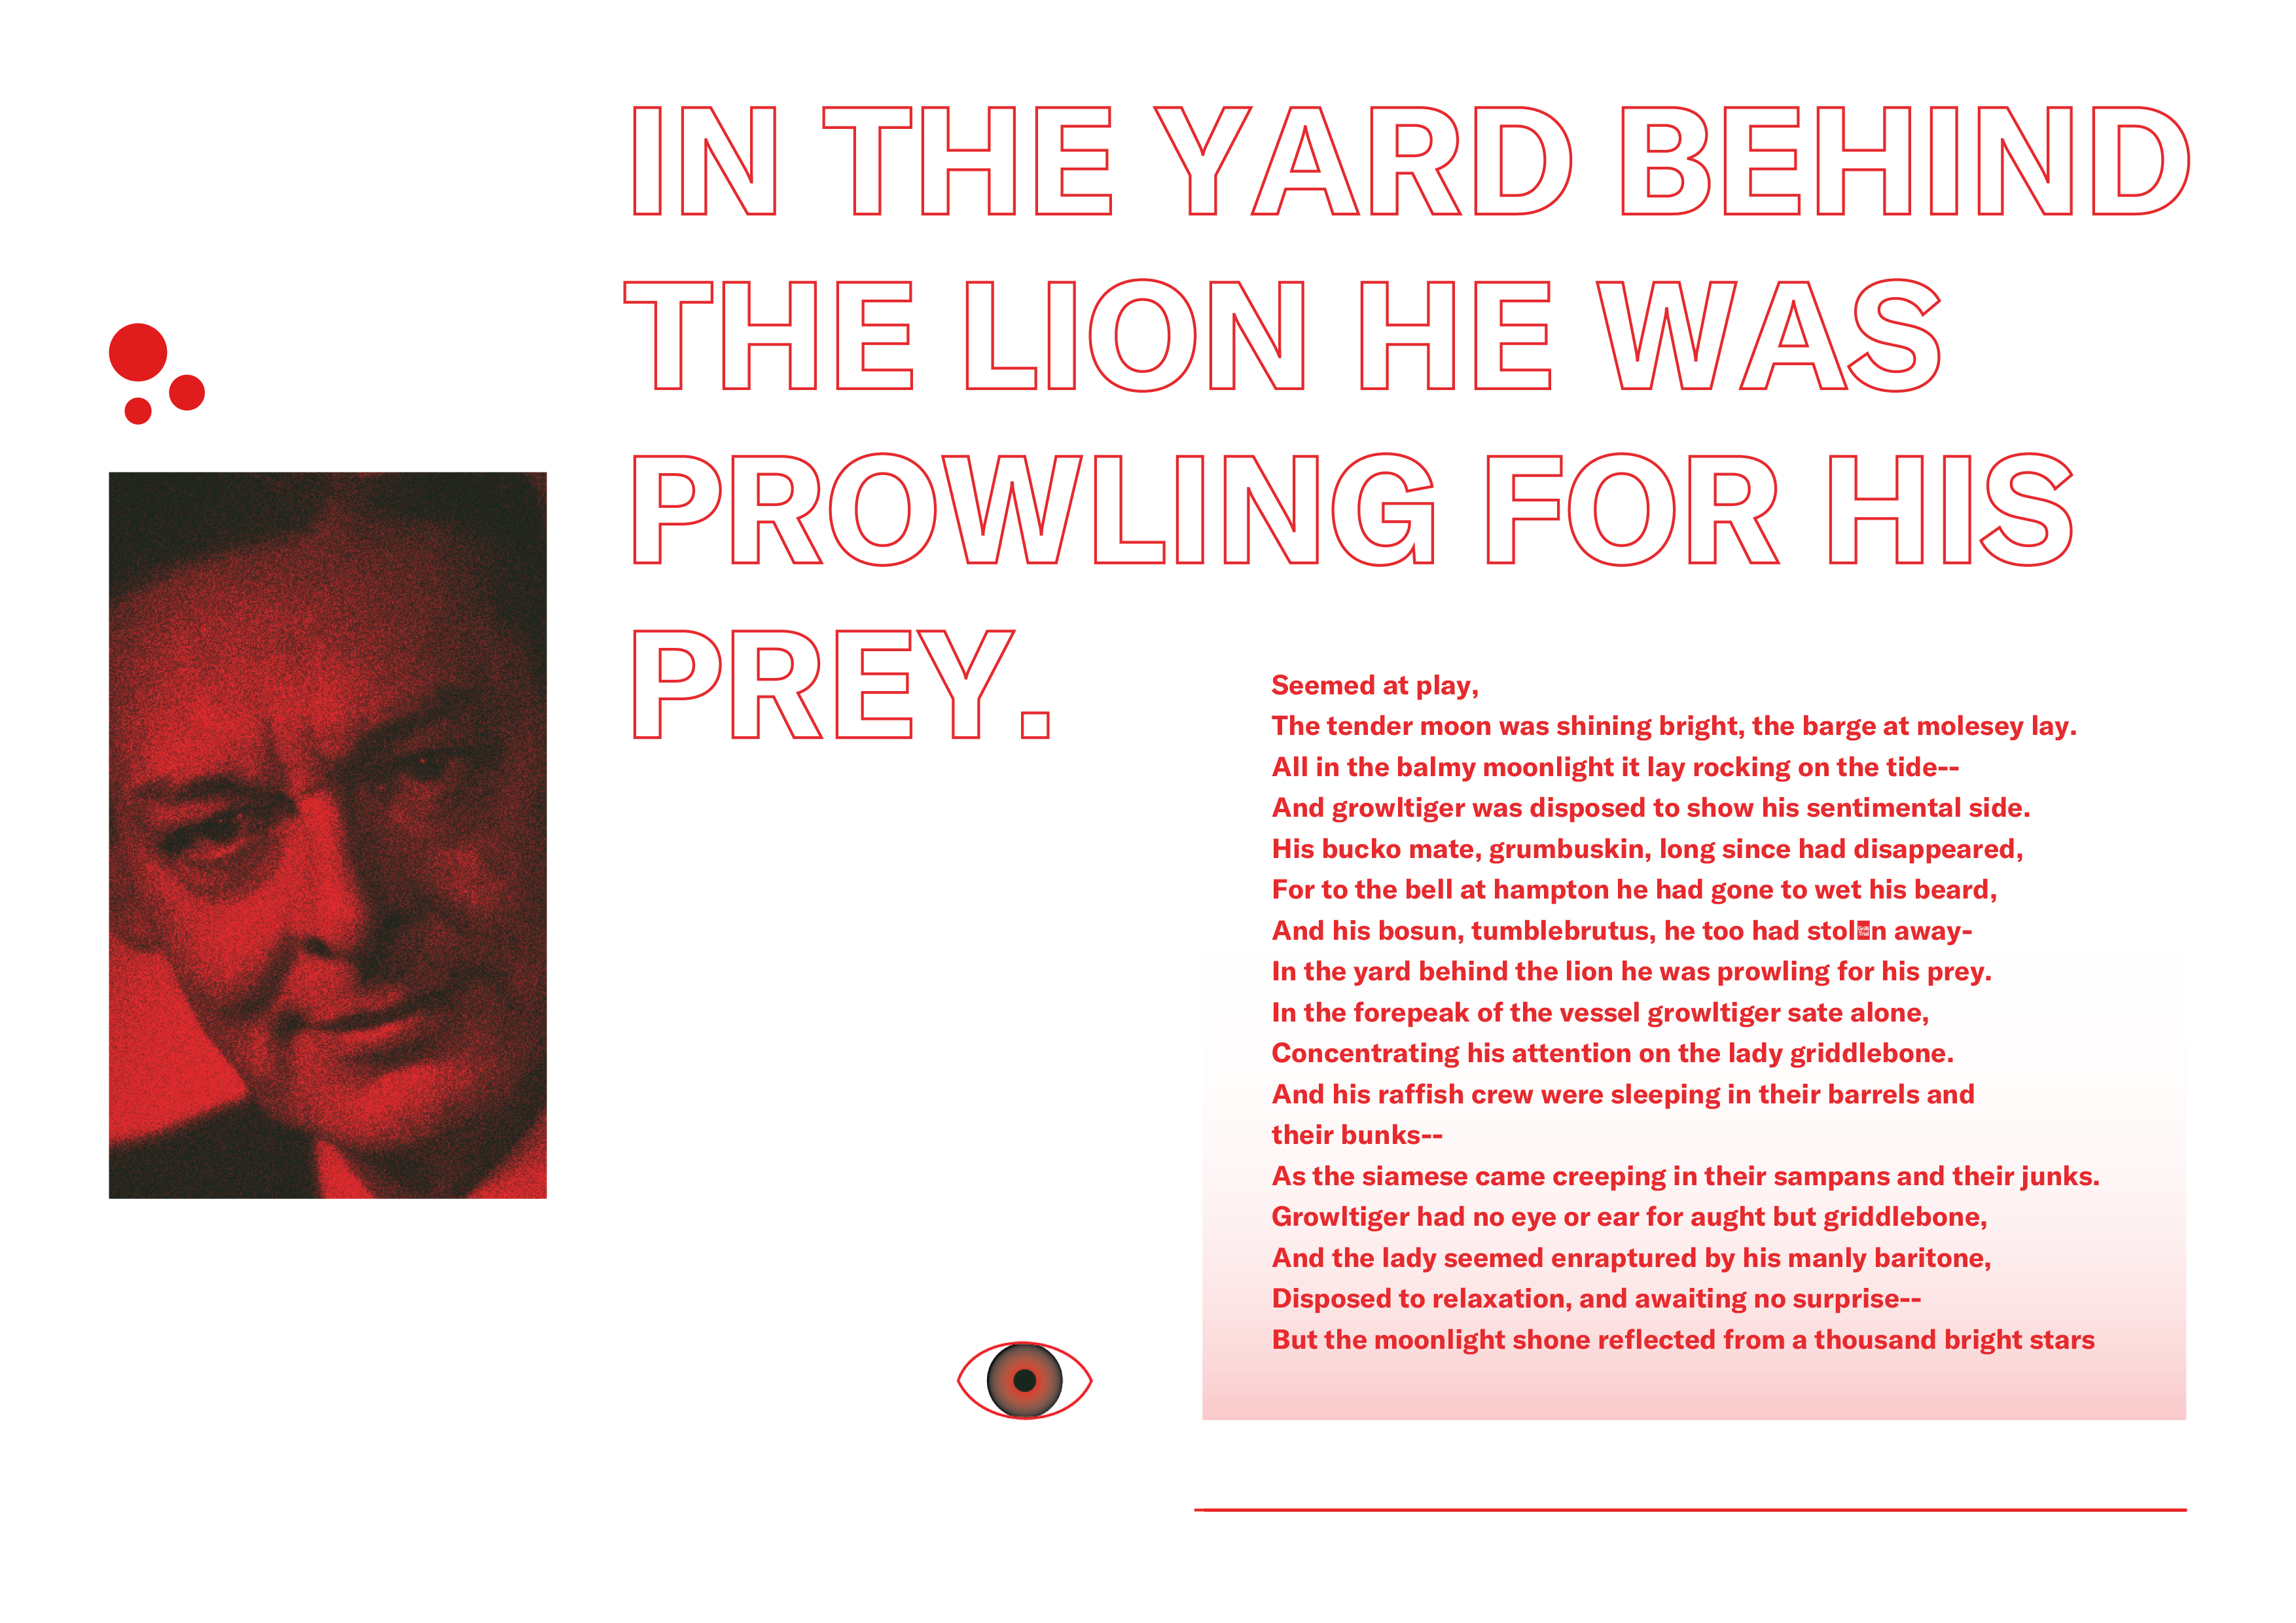 IN THE YARD BEHIND
THE LION HE WAS
PROWLING FOR HIS
PREY.
Seemed at play,
The tender moon was shining bright, the barge at molesey lay.
All in the balmy moonlight it lay rocking on the tide--
And growltiger was disposed to show his sentimental side.
His bucko mate, grumbuskin, long since had disappeared,
For to the bell at hampton he had gone to wet his beard,
And his bosun, tumblebrutus, he too had away-
In the yard behind the lion he was prowling for his prey.
In the forepeak of the vessel growltiger sate alone,
Concentrating his attention on the lady griddlebone.
And his raffish crew were sleeping in their barrels and
their bunks--
As the siamese came creeping in their sampans and their junks.
Growltiger had no eye or ear for aught but griddlebone,
And the lady seemed enraptured by his manly baritone,
Disposed to relaxation, and awaiting no surprise--
But the moonlight shone reflected from a thousand bright stars